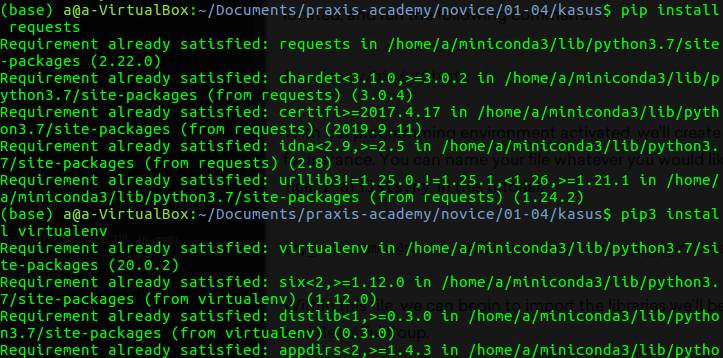 (base) a@a-VirtualBox:~/Documents/praxis-academy/novice/01-04/kasus$ pip install
 requests
Requirement already satisfied: requests in /home/a/miniconda3/lib/python3.7/site
-packages (2.22.0)
Requirement already satisfied: chardet<3.1.0,>=3.0.2 in /home/a/miniconda3/lib/p
ython3.7/site-packages (from requests) (3.0.4)
Requirement already satisfied: certifi>=2017.4.17 in /home/a/miniconda3/lib/pyth
on3.7/site-packages (from requests) (2019.9.11)
Requirement already satisfied: idna<2.9,>=2.5 in /home/a/miniconda3/lib/python3.
7/site-packages (from requests) (2.8)
Requirement already satisfied: urllib3!=1.25.0,!=1.25.1,<1.26,>=1.21.1 in /home/
a/miniconda3/lib/python3.7/site-packages (from requests) (1.24.2)
(base) a@a-VirtualBox:~/Documents/praxis-academy/novice/01-04/kasus$ pip3 instal
l virtualenv
Requirement already satisfied: virtualenv in /home/a/miniconda3/lib/python3.7/si
te-packages (20.0.2)
Requirement already satisfied: six<2,>=1.12.0 in /home/a/miniconda3/lib/python3.
7/site-packages (from virtualenv) (1.12.0)
Requirement already satisfied: distlib<1,>=0.3.0 in /home/a/miniconda3/lib/pytho
n3.7/site-packages (from virtualenv) (0.3.0)
Requirement already satisfied: appdirs<2,>=1.4.3 in /home/a/miniconda3/lib/pytho